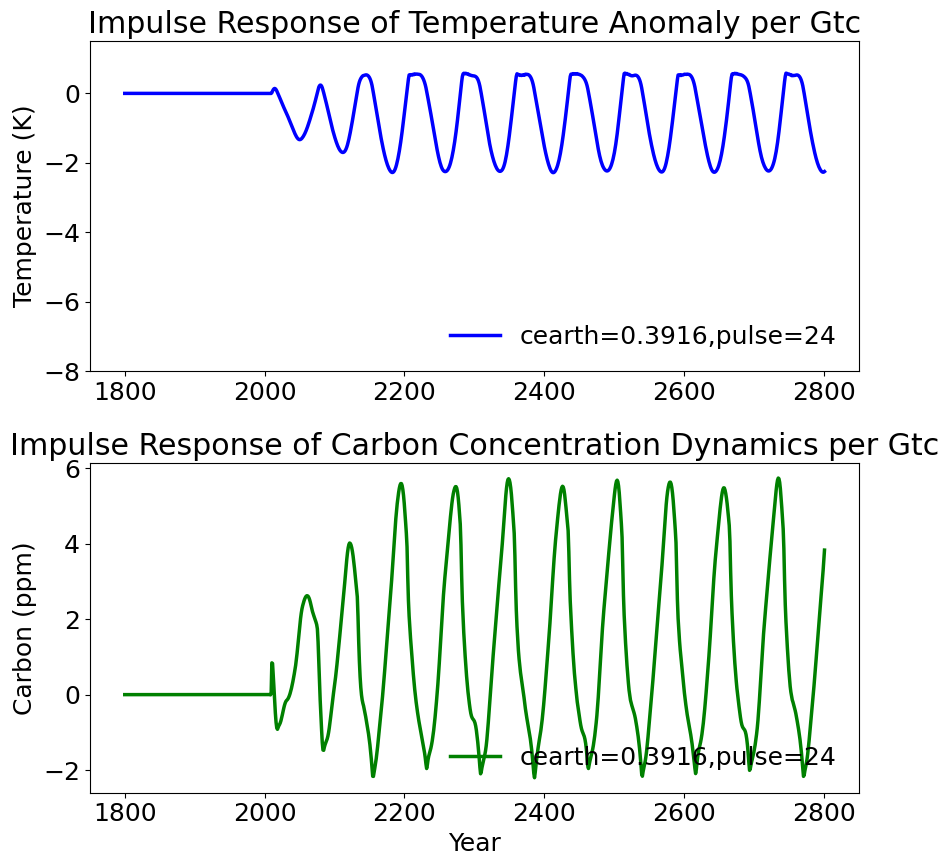 Impulse Response of Temperature Anomaly per Gtc
Temperature (K)
0
−2
−4
−6
−8
cearth=0.3916,pulse=24
1800 2000 2200 2400 2600 2800
Impulse Response of Carbon Concentration Dynamics per Gtc
Carbon (ppm)
6
4
2
0
−2
cearth=0.3916,pulse=24
1800 2000 2200 2400 2600 2800
Year